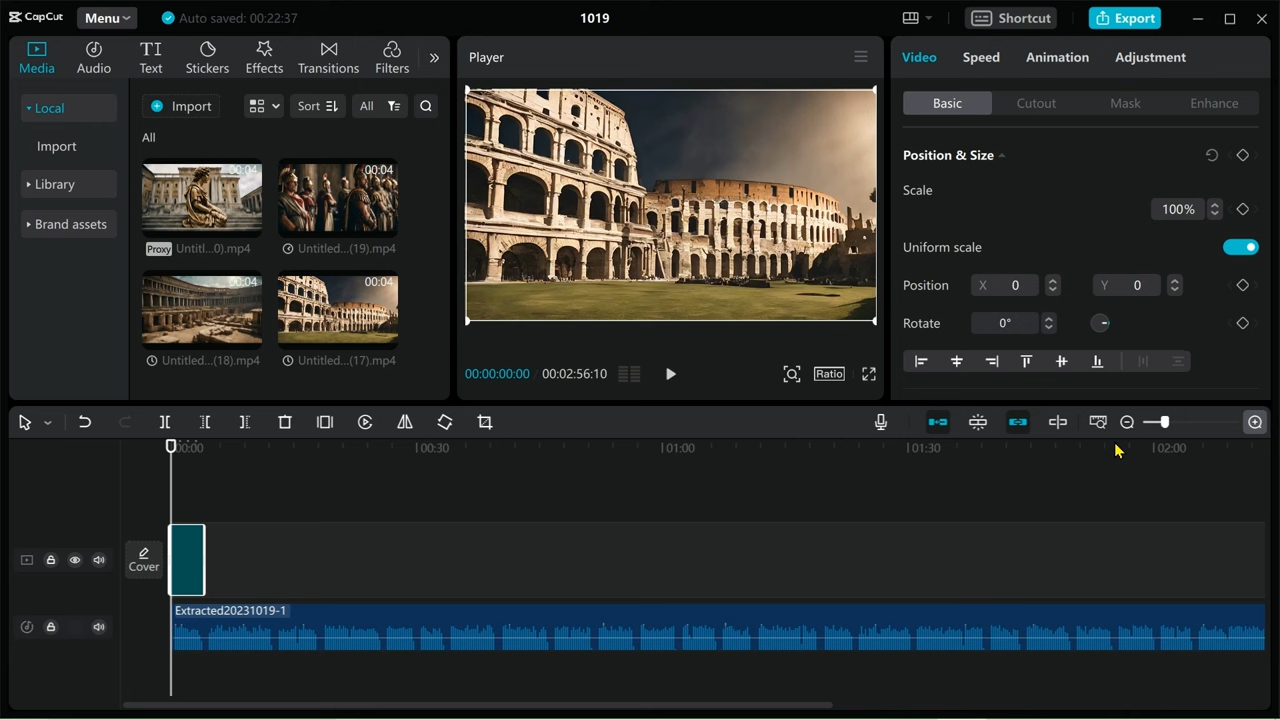 CapCut
Menu
Auto saved: 00:22:37
1019
Shortcut
Export
Media
Audio
TI
Text
Stickers
Effects
Transitions
Filters
Local
Import
Library
Brand assets
Import
Sort
All
All
00:04
Proxy Untitl...0).mp4
00:04
Untitled...(19).mp4
00:04
Untitled...(18).mp4
00:04
Untitled...(17).mp4
Player
00:00:00:00 / 00:02:56:10
Ratio
Video
Speed
Animation
Adjustment
Basic
Cutout
Mask
Enhance
Position & Size
Scale
100%
Uniform scale
Position X 0 Y 0
Rotate 0°
00:00
00:30
01:00
01:30
02:00
Cover
Extracted20231019-1